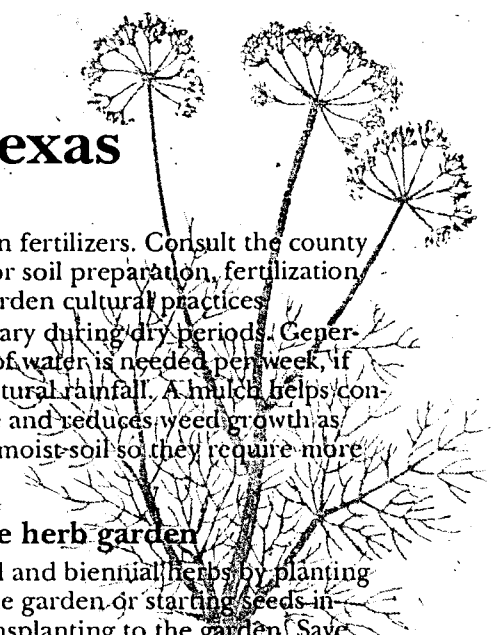 exas
n fertilizers. Consult the county
or soil preparation, fertilization,
rden cultural practices.
ary during dry periods. Gener-
of water is needed per week, if
tural rainfall. A mulch helps con-
and reduces weed growth as
moist soil so they require more
e herb garden
l and biennial herbs by planting
e garden or starting seeds in-
nsplanting to the garden. Save